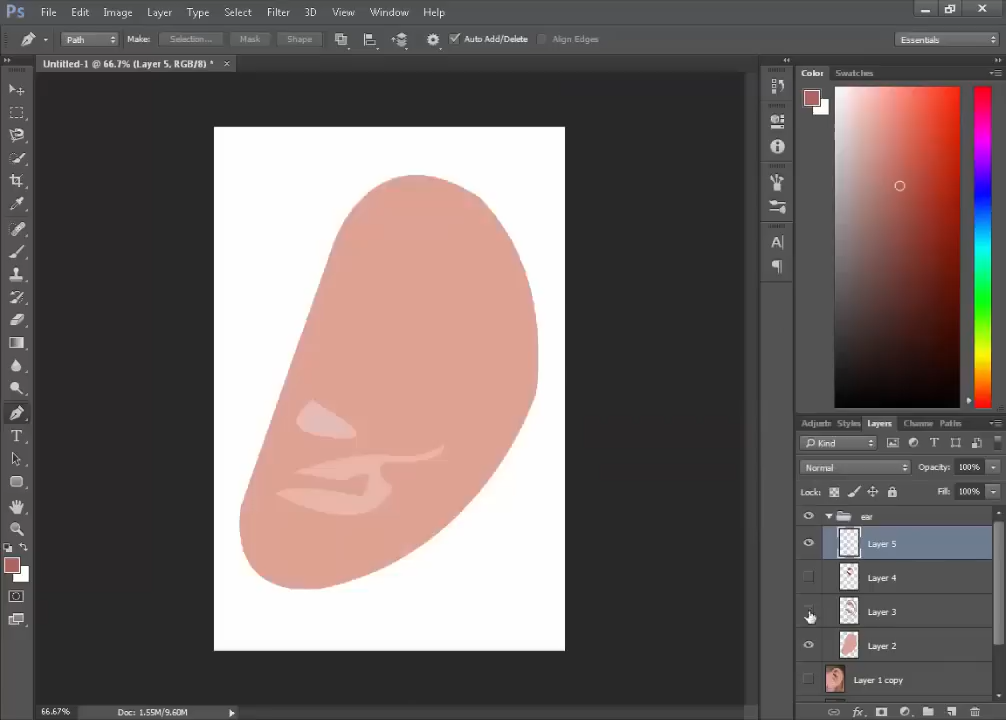 Ps File Edit Image Layer Type Select Filter 3D View Window Help
Path Make: Selection... Mask Shape Auto Add/Delete Align Edges Essentials
Untitled-1 @ 66.7% (Layer 5, RGB/8) * ×
Color Swatches
Adjusts Styles Layers Channe Paths
Kind
Normal Opacity: 100%
Lock: Fill: 100%
ear
Layer 5
Layer 4
Layer 3
Layer 2
Layer 1 copy
66.67% Doc: 1.55M/9.60M